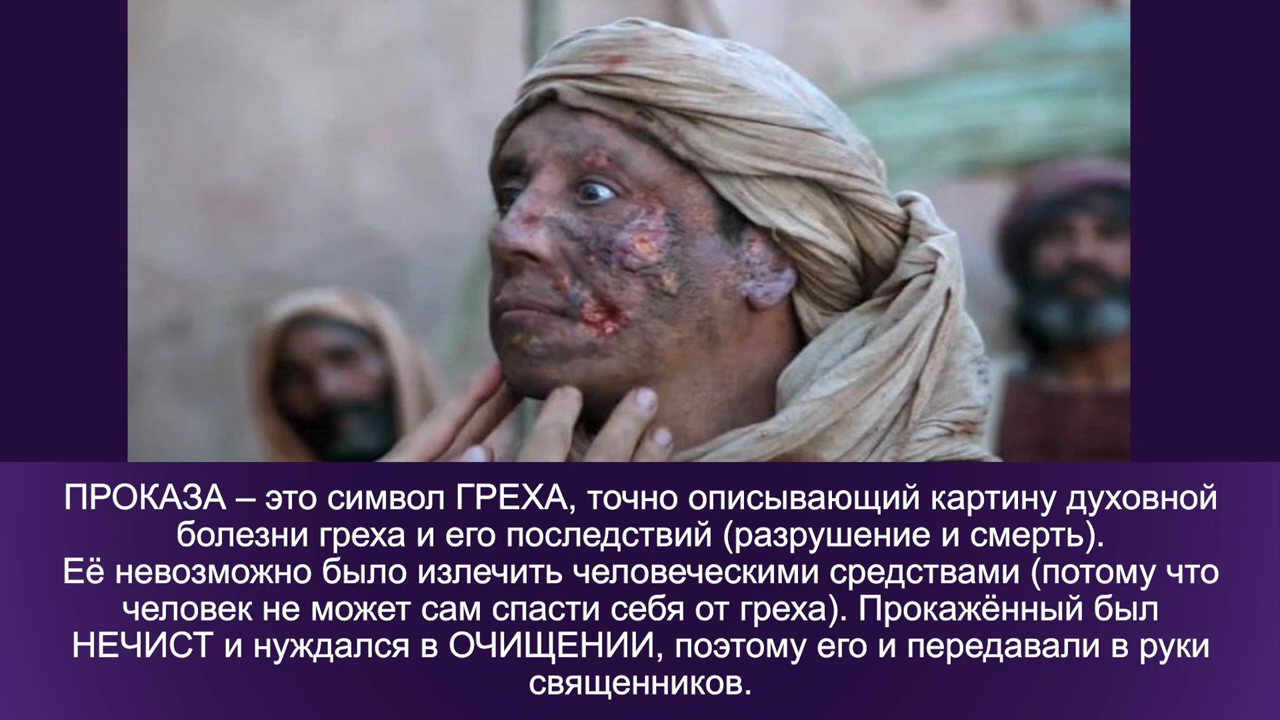 ПРОКАЗА – это символ ГРЕХА, точно описывающий картину духовной
болезни греха и его последствий (разрушение и смерть).
Её невозможно было излечить человеческими средствами (потому что
человек не может сам спасти себя от греха). Прокажённый был
НЕЧИСТ и нуждался в ОЧИЩЕНИИ, поэтому его и передавали в руки
священников.